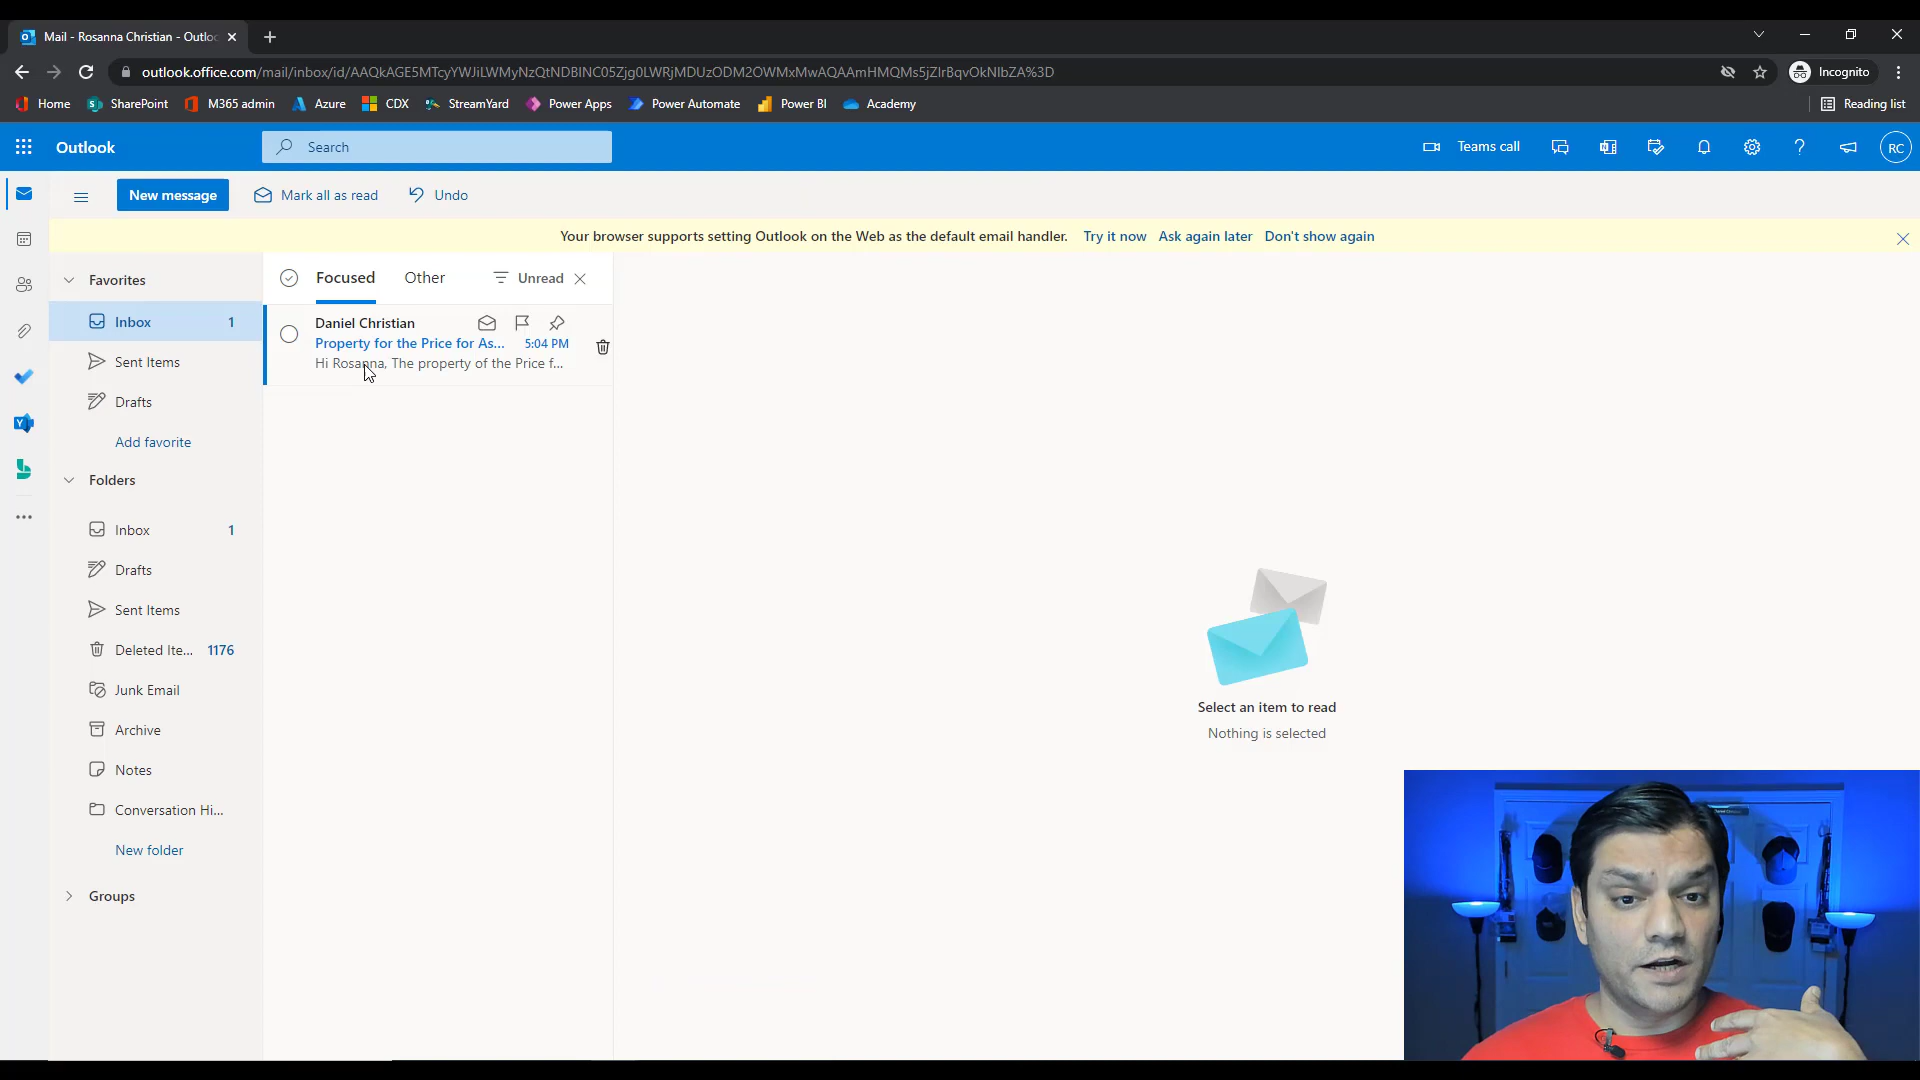 Mail - Rosanna Christian - Outlo
outlook.office.com/mail/inbox/id/AAQkAGE5MTcyYWJiLWMyNzQtNDBlNC05Zjg0LWRjMDUzODM2OWMxMwAQAAmHMQMs5jZIrBqvOkNIbZA%3D
Incognito
Home SharePoint M365 admin Azure CDX StreamYard Power Apps Power Automate Power BI Academy Reading list
Outlook Search Teams call RC
New message Mark all as read Undo
Your browser supports setting Outlook on the Web as the default email handler. Try it now Ask again later Don't show again
Favorites
Inbox 1
Sent Items
Drafts
Add favorite
Folders
Inbox 1
Drafts
Sent Items
Deleted Ite... 1176
Junk Email
Archive
Notes
Conversation Hi...
New folder
Groups
Focused Other Unread
Daniel Christian
Property for the Price for As... 5:04 PM
Hi Rosanna, The property of the Price f...
Select an item to read
Nothing is selected